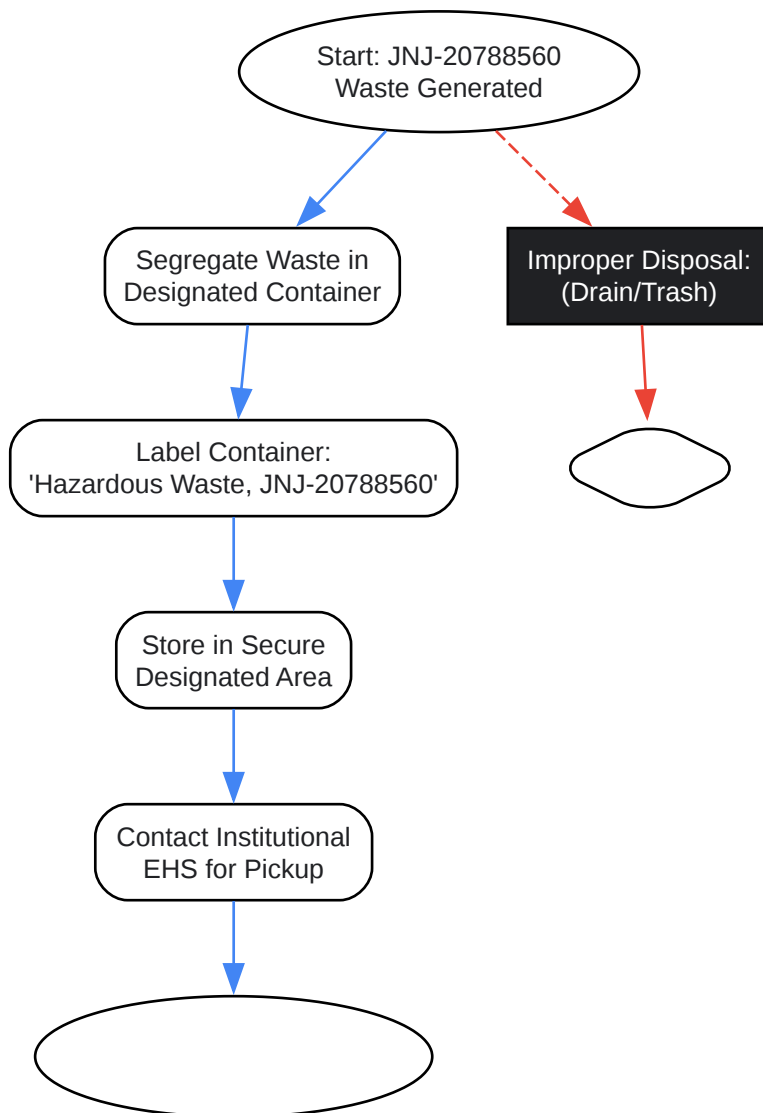 Start: JNJ-20788560
Waste Generated
Segregate Waste in
Designated Container
Improper Disposal:
(Drain/Trash)
Label Container:
'Hazardous Waste, JNJ-20788560'
Store in Secure
Designated Area
Contact Institutional
EHS for Pickup